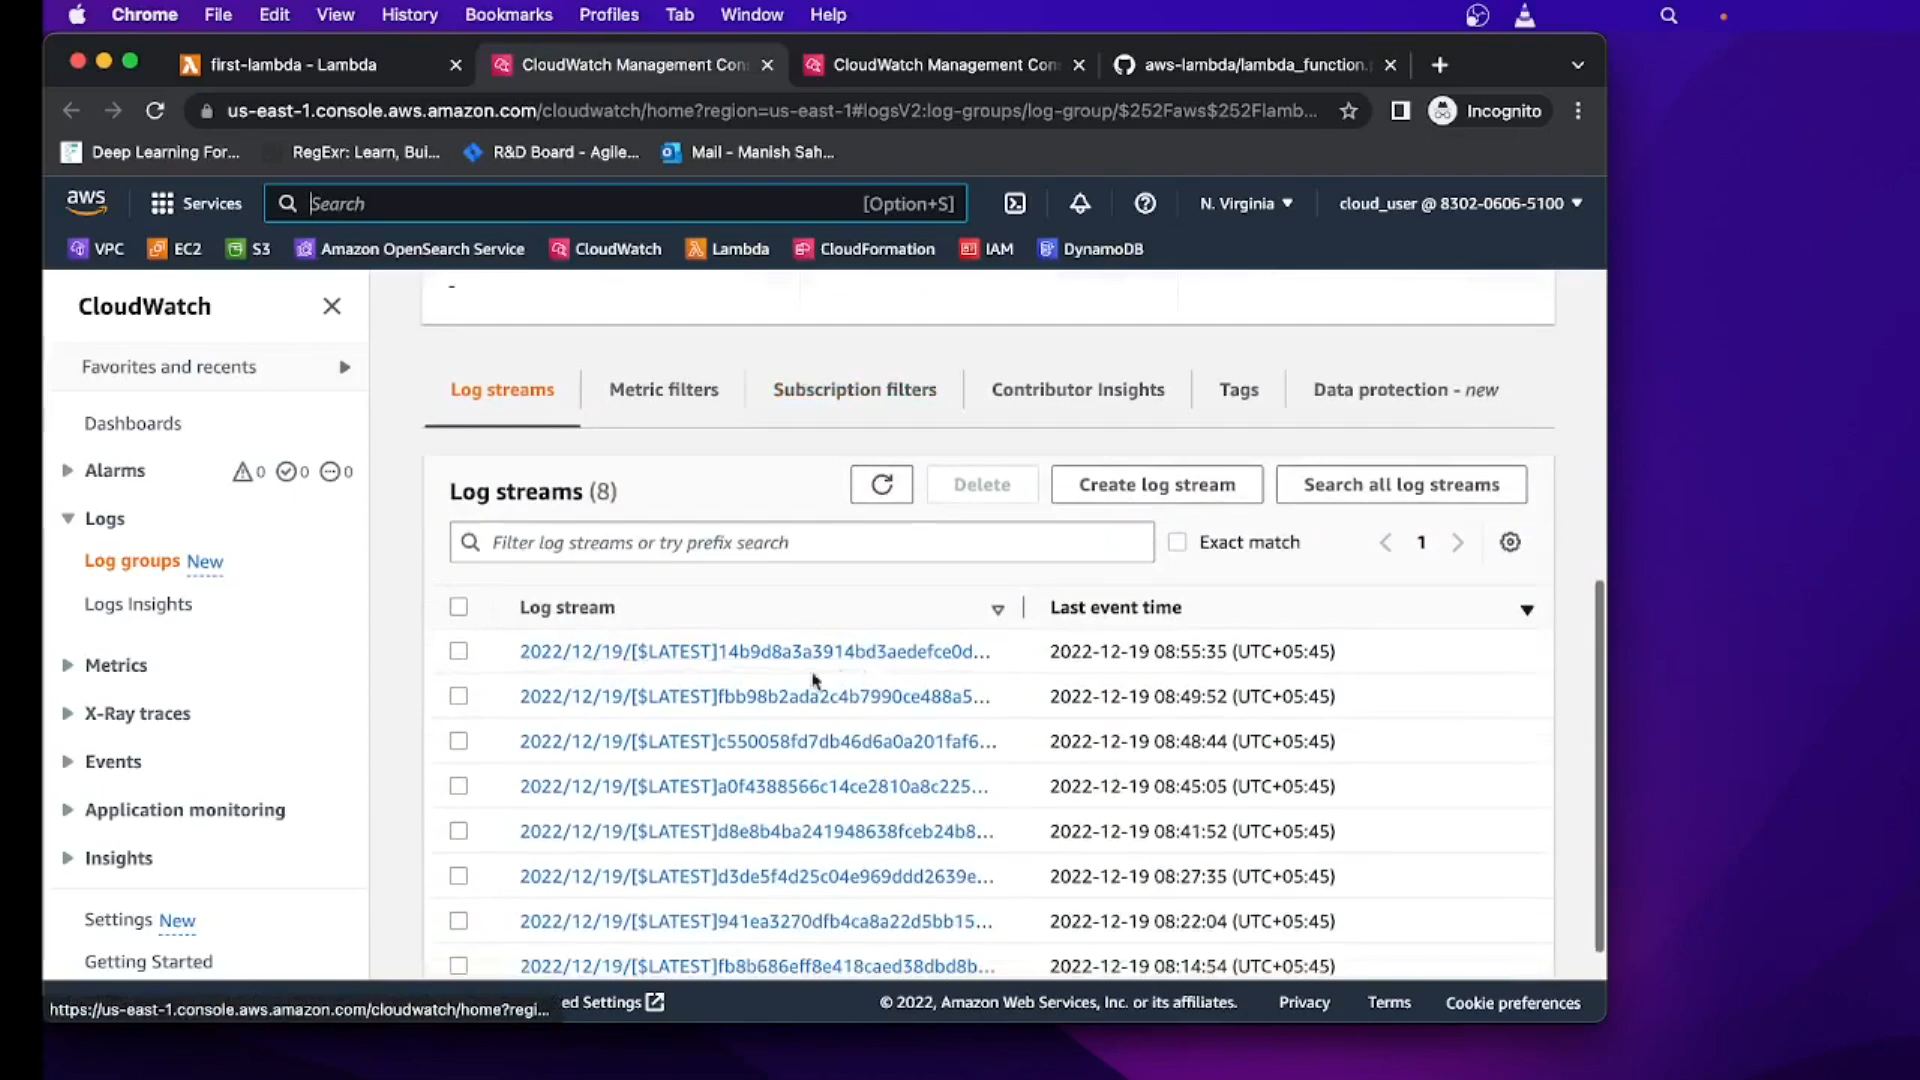 Chrome File Edit View History Bookmarks Profiles Tab Window Help
first-lambda - Lambda CloudWatch Management Con CloudWatch Management Con aws-lambda/lambda_function.
us-east-1.console.aws.amazon.com/cloudwatch/home?region=us-east-1#logsV2:log-groups/log-group/$252Faws$252Flamb... Incognito
Deep Learning For... RegExr: Learn, Bui... R&D Board - Agile... Mail - Manish Sah...
aws Services Search [Option+S] N. Virginia cloud_user @ 8302-0606-5100
VPC EC2 S3 Amazon OpenSearch Service CloudWatch Lambda CloudFormation IAM DynamoDB
CloudWatch
-
Favorites and recents
Dashboards
Alarms 0 0 0
Logs
Log groups New
Logs Insights
Metrics
X-Ray traces
Events
Application monitoring
Insights
Settings New
Getting Started
Log streams Metric filters Subscription filters Contributor Insights Tags Data protection - new
Log streams (8) Delete Create log stream Search all log streams
Filter log streams or try prefix search Exact match 1
Log stream Last event time
2022/12/19/[$LATEST]14b9d8a3a3914bd3aedefce0d... 2022-12-19 08:55:35 (UTC+05:45)
2022/12/19/[$LATEST]fbb98b2ada2c4b7990ce488a5... 2022-12-19 08:49:52 (UTC+05:45)
2022/12/19/[$LATEST]c550058fd7db46d6a0a201faf6... 2022-12-19 08:48:44 (UTC+05:45)
2022/12/19/[$LATEST]a0f4388566c14ce2810a8c225... 2022-12-19 08:45:05 (UTC+05:45)
2022/12/19/[$LATEST]d8e8b4ba241948638fceb24b8... 2022-12-19 08:41:52 (UTC+05:45)
2022/12/19/[$LATEST]d3de5f4d25c04e969ddd2639e... 2022-12-19 08:27:35 (UTC+05:45)
2022/12/19/[$LATEST]941ea3270dfb4ca8a22d5bb15... 2022-12-19 08:22:04 (UTC+05:45)
2022/12/19/[$LATEST]fb8b686eff8e418caed38dbd8b... 2022-12-19 08:14:54 (UTC+05:45)
https://us-east-1.console.aws.amazon.com/cloudwatch/home?regi... ed Settings © 2022, Amazon Web Services, Inc. or its affiliates. Privacy Terms Cookie preferences